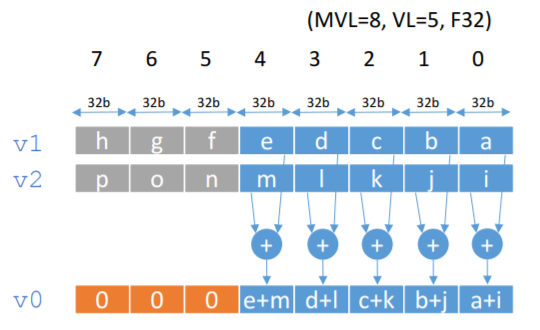 (MVL=8, VL=5, F32)
7 6 5 4 3 2 1 0
32b 32b 32b 32b 32b 32b 32b 32b
v1 h g f e d c b a
v2 p o n m l k j i
+ + + + +
v0 0 0 0 e+m d+l c+k b+j a+i